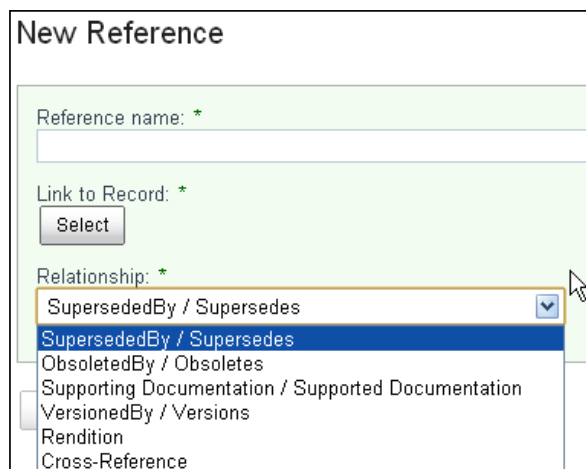 New Reference
Reference name: *
Link to Record: *
Select
Relationship: *
SupersededBy / Supersedes
SupersededBy / Supersedes
ObsoletedBy / Obsoletes
Supporting Documentation / Supported Documentation
VersionedBy / Versions
Rendition
Cross-Reference